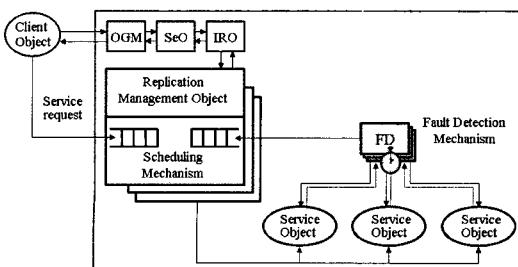 Client
Object
OGM
SeO
IRO
Replication
Management Object
Service
request
Scheduling
Mechanism
FD
Fault Detection
Mechanism
Service
Object
Service
Object
Service
Object